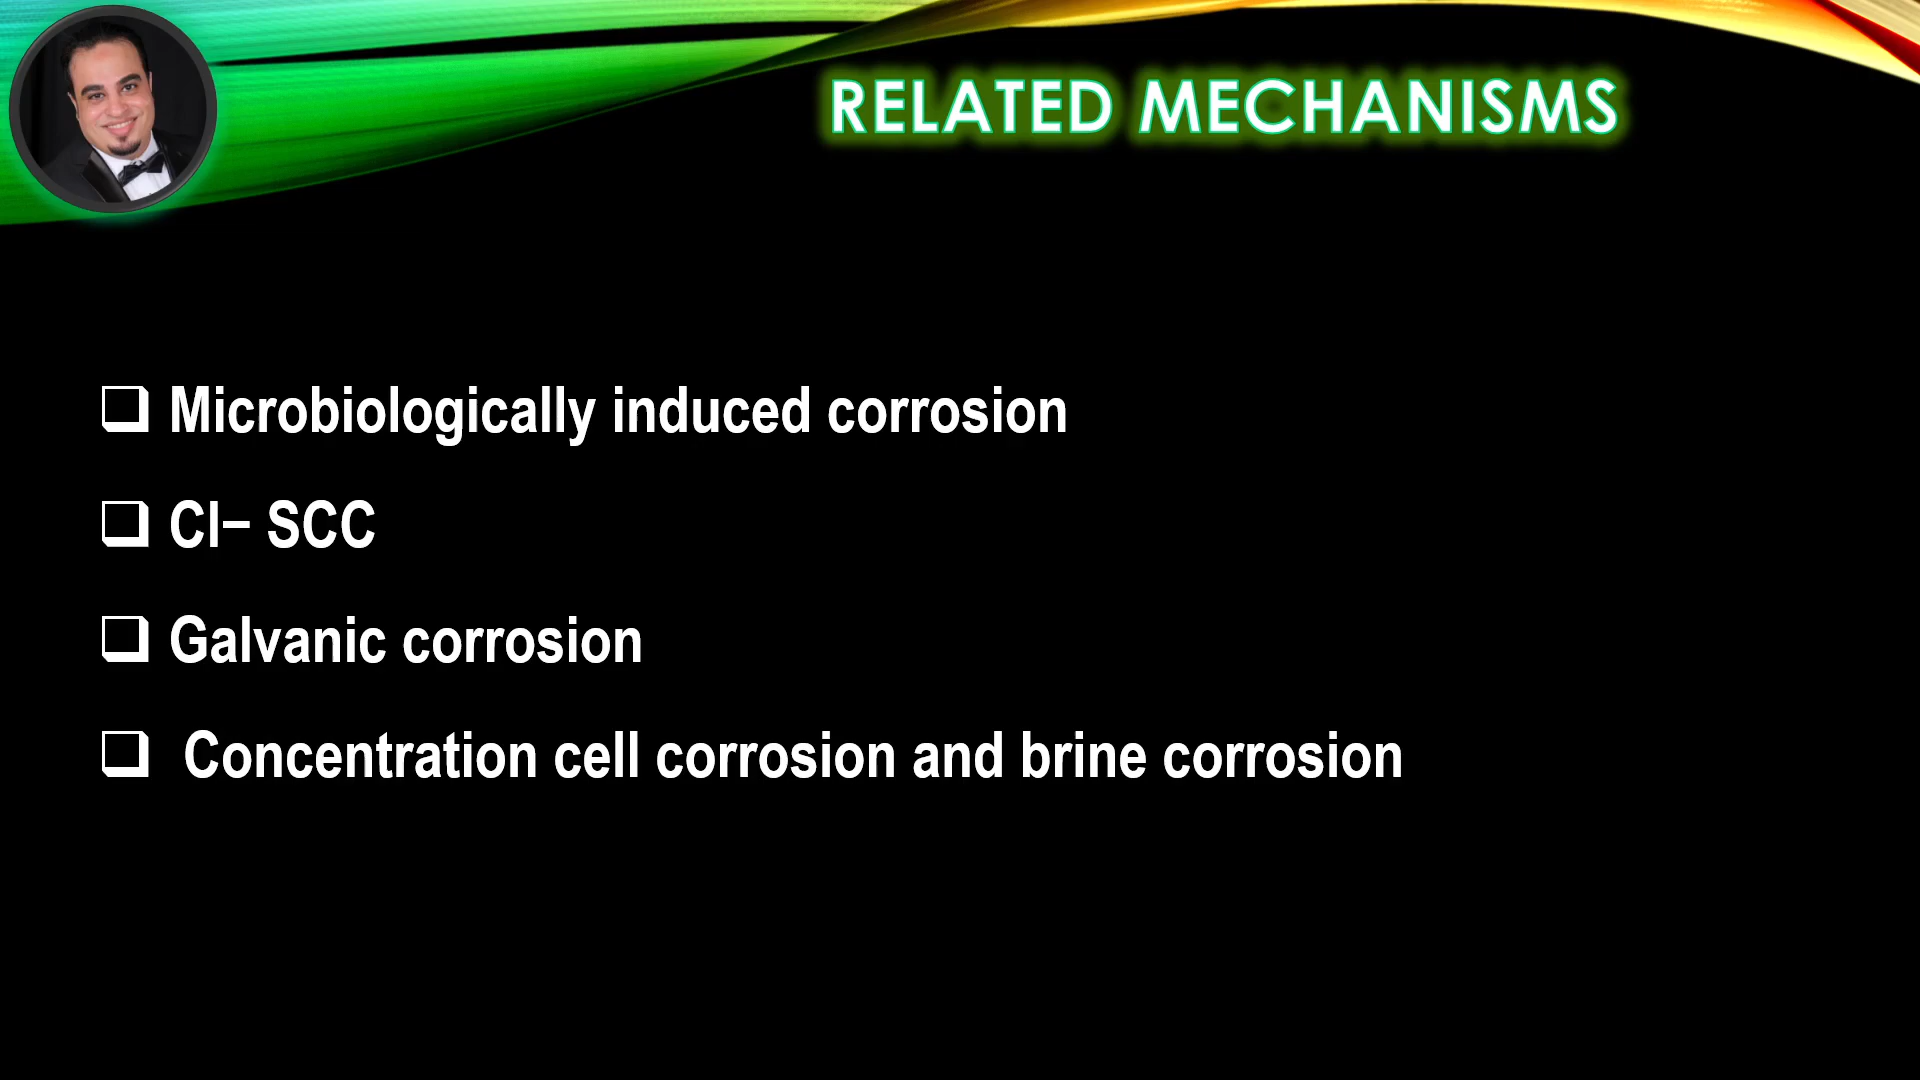 RELATED MECHANISMS
❑ Microbiologically induced corrosion
❑ Cl– SCC
❑ Galvanic corrosion
❑ Concentration cell corrosion and brine corrosion